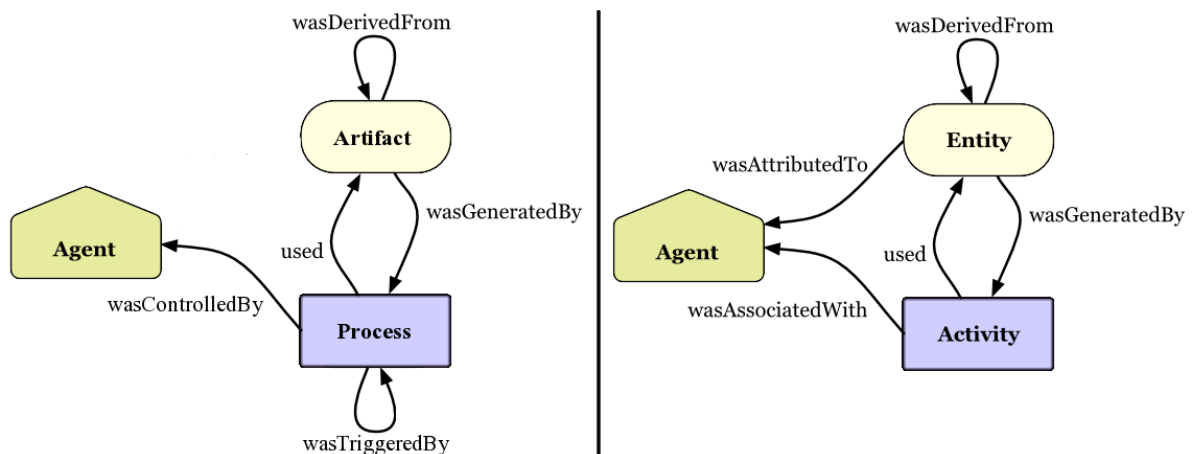 wasDerivedFrom
Artifact
wasGeneratedBy
Agent
used
wasControlledBy
Process
wasTriggeredBy
wasDerivedFrom
Entity
wasAttributedTo
wasGeneratedBy
Agent
used
wasAssociatedWith
Activity